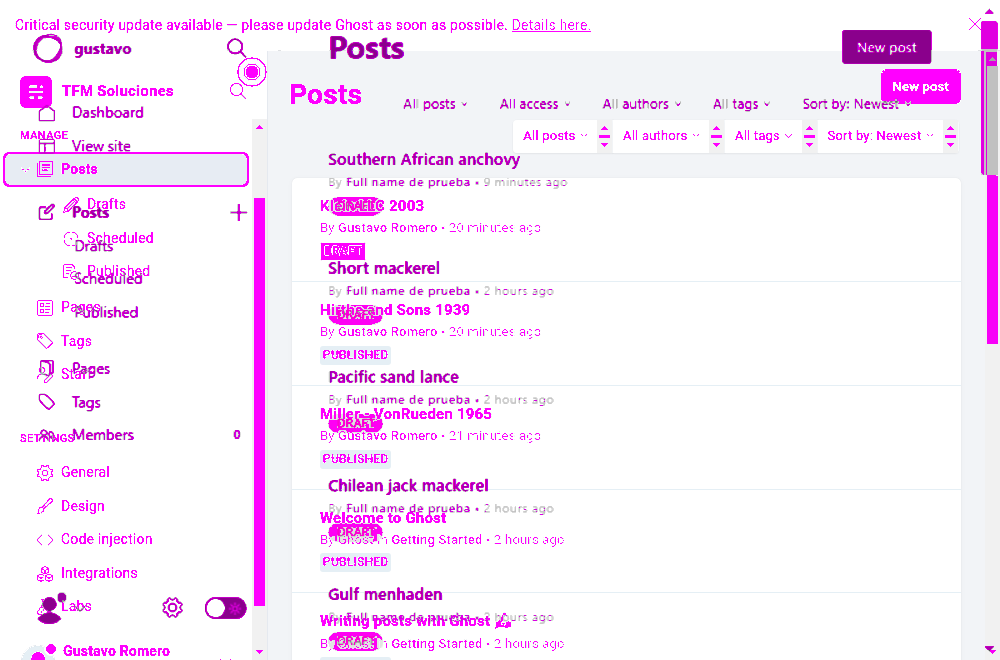 Critical security update available — please update Ghost as soon as possible. Details here.
gustavo
Posts
New post
TFM Soluciones
Posts
New post
Dashboard
All posts
All access
All authors
All tags
Sort by: Newest
MANAGE
View site
All posts
All authors
All tags
Sort by: Newest
Posts
Southern African anchovy
By Full name de prueba • 9 minutes ago
Drafts
Posts
2003
By Gustavo Romero • 20 minutes ago
Scheduled
Drafts
DRAFT
Short mackerel
Published
Scheduled
By Full name de prueba • 2 hours ago
Pages
Published
Hirthe and Sons 1939
DRAFT
By Gustavo Romero • 20 minutes ago
Tags
PUBLISHED
Staff
Pages
Pacific sand lance
By Full name de prueba • 2 hours ago
Tags
Miller - VonRueden 1965
DRAFT
By Gustavo Romero • 21 minutes ago
SETTINGS
Members 0
PUBLISHED
General
Chilean jack mackerel
By Full name de prueba • 2 hours ago
Design
Welcome to Ghost
DRAFT
By Ghost in Getting Started • 2 hours ago
Code injection
PUBLISHED
Integrations
Gulf menhaden
Labs
By Full name de prueba • 2 hours ago
Writing posts with Ghost
DRAFT
By Ghost in Getting Started • 2 hours ago
Gustavo Romero